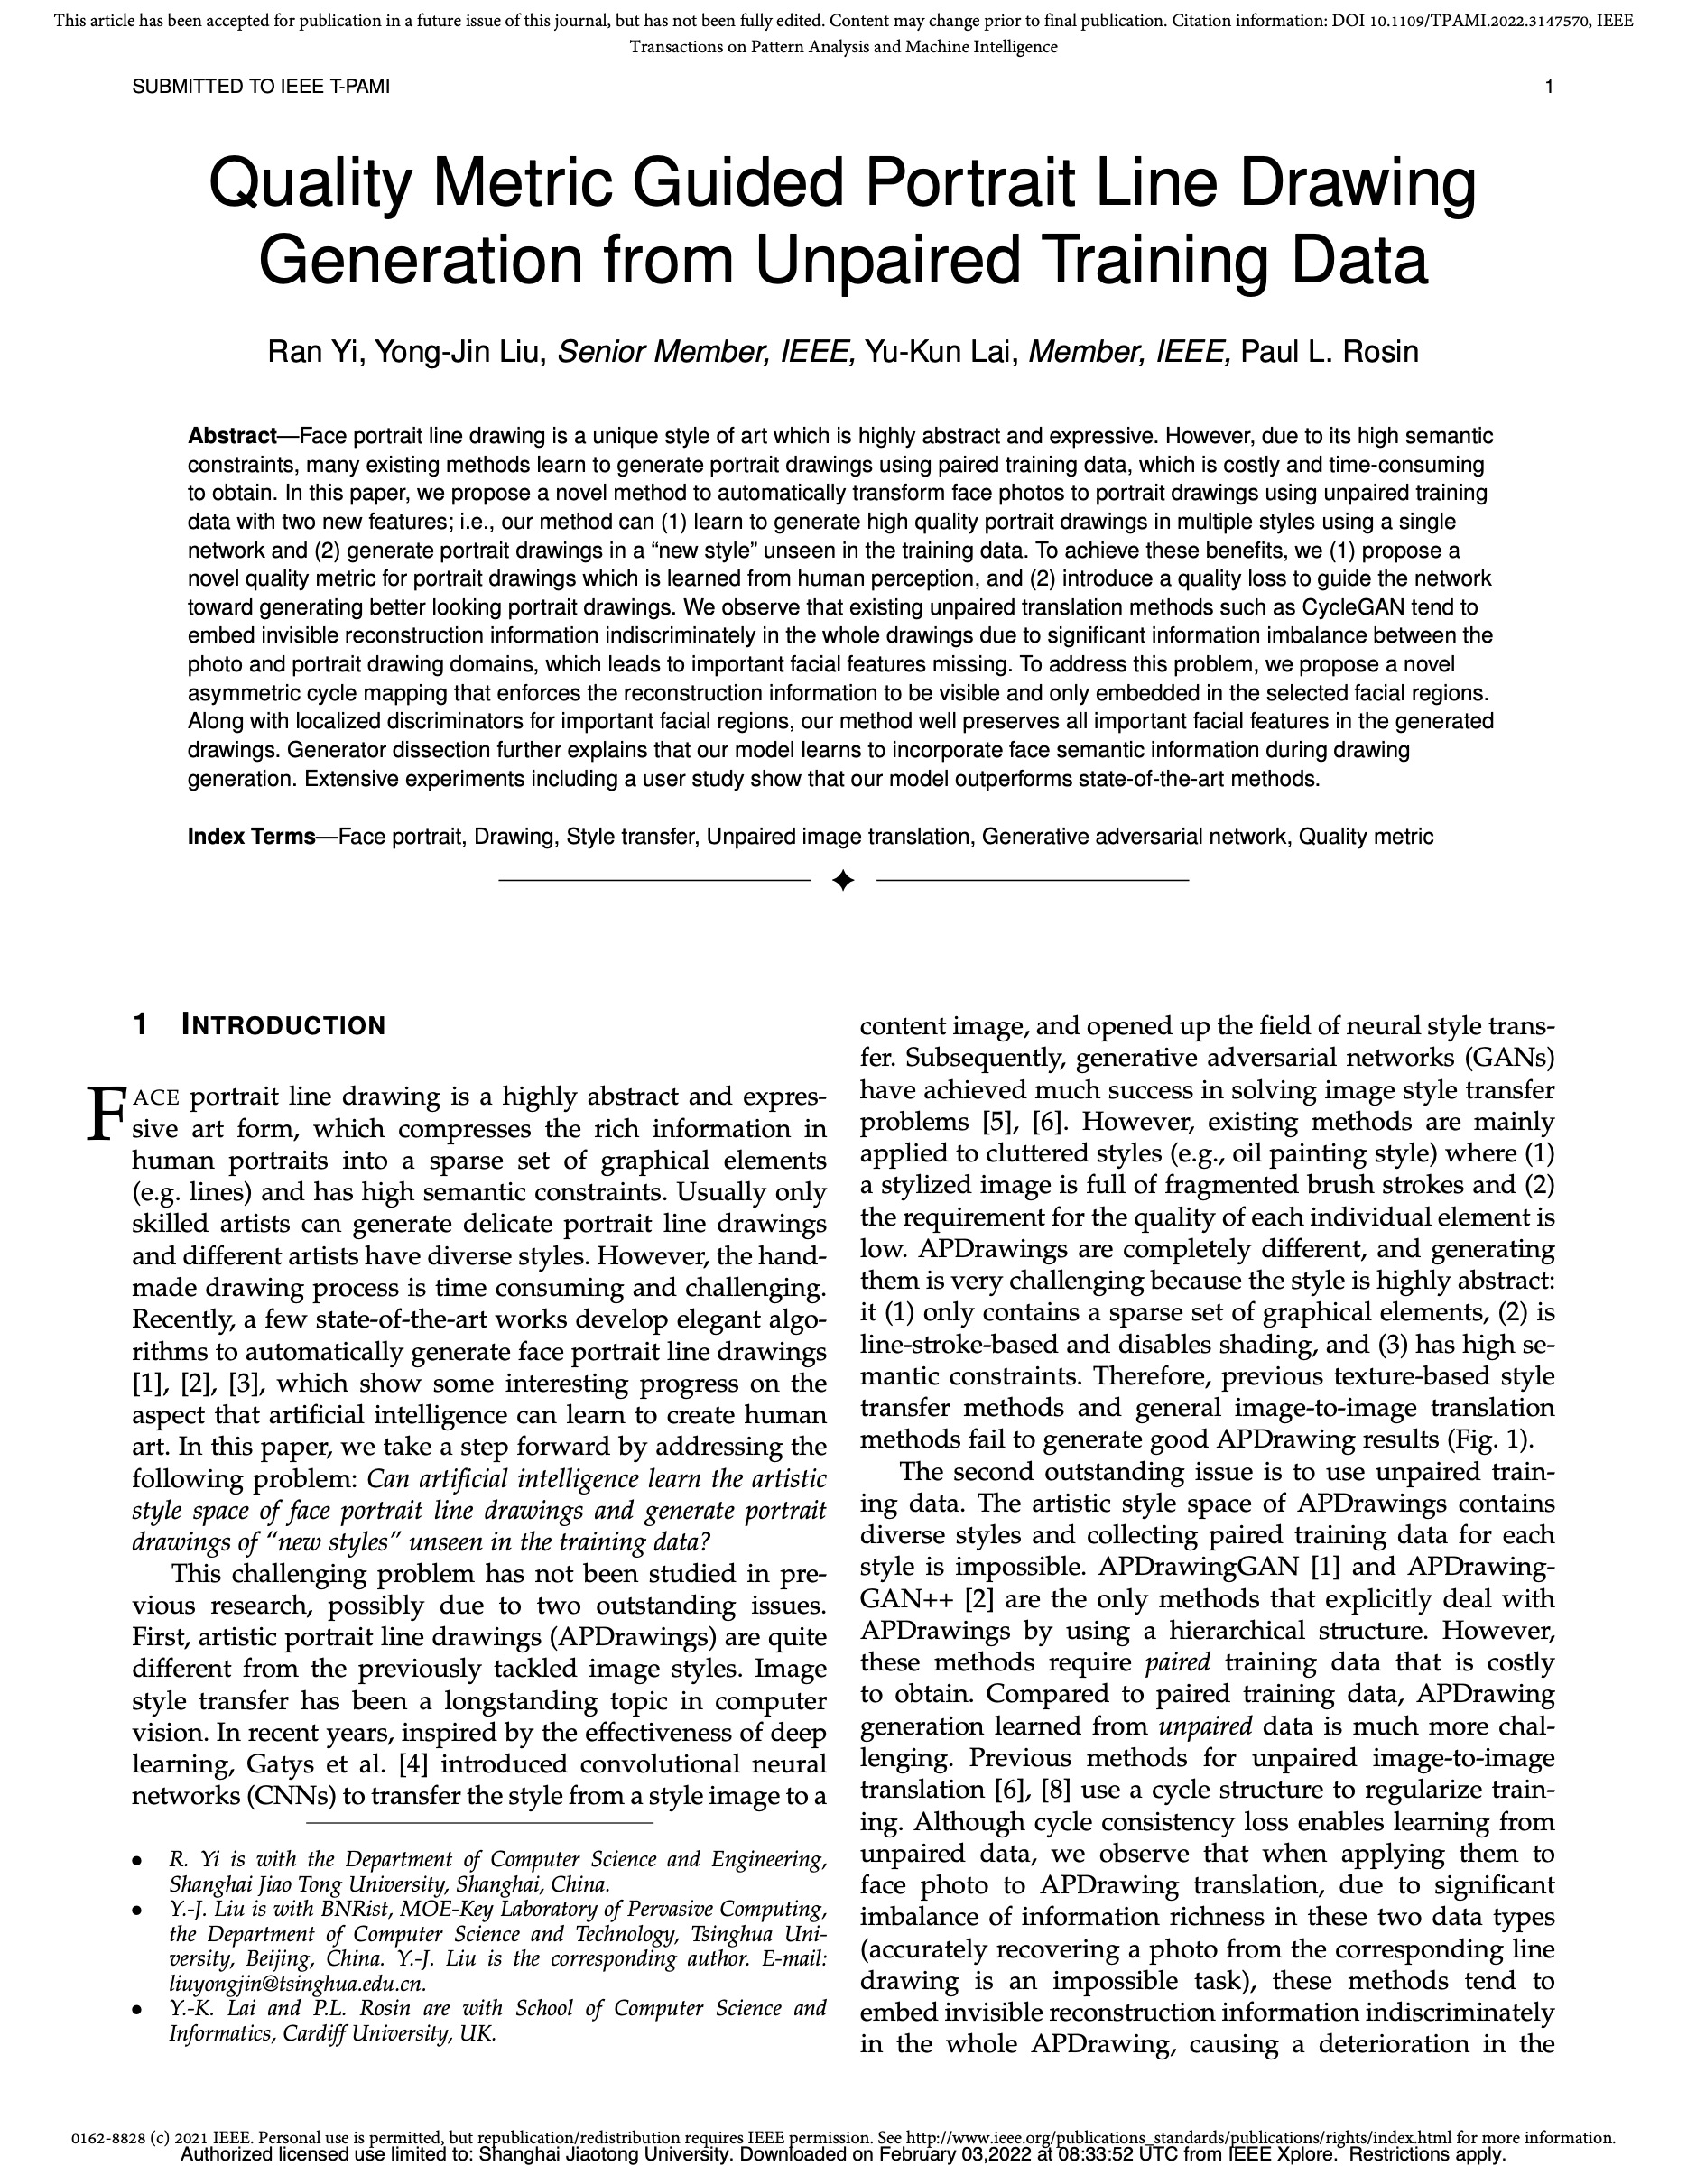 This article has been accepted for publication in a future issue of this journal, but has not been fully edited. Content may change prior to final publication. Citation information: DOI 10.1109/TPAMI.2022.3147570, IEEE
Transactions on Pattern Analysis and Machine Intelligence
SUBMITTED TO IEEE T-PAMI
1
Quality Metric Guided Portrait Line Drawing
Generation from Unpaired Training Data
Ran Yi, Yong-Jin Liu, Senior Member, IEEE, Yu-Kun Lai, Member, IEEE, Paul L. Rosin
Abstract—Face portrait line drawing is a unique style of art which is highly abstract and expressive. However, due to its high semantic
constraints, many existing methods learn to generate portrait drawings using paired training data, which is costly and time-consuming
to obtain. In this paper, we propose a novel method to automatically transform face photos to portrait drawings using unpaired training
data with two new features; i.e., our method can (1) learn to generate high quality portrait drawings in multiple styles using a single
network and (2) generate portrait drawings in a “new style” unseen in the training data. To achieve these benefits, we (1) propose a
novel quality metric for portrait drawings which is learned from human perception, and (2) introduce a quality loss to guide the network
toward generating better looking portrait drawings. We observe that existing unpaired translation methods such as CycleGAN tend to
embed invisible reconstruction information indiscriminately in the whole drawings due to significant information imbalance between the
photo and portrait drawing domains, which leads to important facial features missing. To address this problem, we propose a novel
asymmetric cycle mapping that enforces the reconstruction information to be visible and only embedded in the selected facial regions.
Along with localized discriminators for important facial regions, our method well preserves all important facial features in the generated
drawings. Generator dissection further explains that our model learns to incorporate face semantic information during drawing
generation. Extensive experiments including a user study show that our model outperforms state-of-the-art methods.
Index Terms—Face portrait, Drawing, Style transfer, Unpaired image translation, Generative adversarial network, Quality metric
1 INTRODUCTION
FACE portrait line drawing is a highly abstract and expres-
sive art form, which compresses the rich information in
human portraits into a sparse set of graphical elements
(e.g. lines) and has high semantic constraints. Usually only
skilled artists can generate delicate portrait line drawings
and different artists have diverse styles. However, the hand-
made drawing process is time consuming and challenging.
Recently, a few state-of-the-art works develop elegant algo-
rithms to automatically generate face portrait line drawings
[1], [2], [3], which show some interesting progress on the
aspect that artificial intelligence can learn to create human
art. In this paper, we take a step forward by addressing the
following problem: Can artificial intelligence learn the artistic
style space of face portrait line drawings and generate portrait
drawings of “new styles” unseen in the training data?
This challenging problem has not been studied in pre-
vious research, possibly due to two outstanding issues.
First, artistic portrait line drawings (APDrawings) are quite
different from the previously tackled image styles. Image
style transfer has been a longstanding topic in computer
vision. In recent years, inspired by the effectiveness of deep
learning, Gatys et al. [4] introduced convolutional neural
networks (CNNs) to transfer the style from a style image to a
• R. Yi is with the Department of Computer Science and Engineering,
Shanghai Jiao Tong University, Shanghai, China.
• Y.-J. Liu is with BNRist, MOE-Key Laboratory of Pervasive Computing,
the Department of Computer Science and Technology, Tsinghua Uni-
versity, Beijing, China. Y.-J. Liu is the corresponding author. E-mail:
liuyongjin@tsinghua.edu.cn.
• Y.-K. Lai and P.L. Rosin are with School of Computer Science and
Informatics, Cardiff University, UK.
content image, and opened up the field of neural style trans-
fer. Subsequently, generative adversarial networks (GANs)
have achieved much success in solving image style transfer
problems [5], [6]. However, existing methods are mainly
applied to cluttered styles (e.g., oil painting style) where (1)
a stylized image is full of fragmented brush strokes and (2)
the requirement for the quality of each individual element is
low. APDrawings are completely different, and generating
them is very challenging because the style is highly abstract:
it (1) only contains a sparse set of graphical elements, (2) is
line-stroke-based and disables shading, and (3) has high se-
mantic constraints. Therefore, previous texture-based style
transfer methods and general image-to-image translation
methods fail to generate good APDrawing results (Fig. 1).
The second outstanding issue is to use unpaired train-
ing data. The artistic style space of APDrawings contains
diverse styles and collecting paired training data for each
style is impossible. APDrawingGAN [1] and APDrawing-
GAN++ [2] are the only methods that explicitly deal with
APDrawings by using a hierarchical structure. However,
these methods require paired training data that is costly
to obtain. Compared to paired training data, APDrawing
generation learned from unpaired data is much more chal-
lenging. Previous methods for unpaired image-to-image
translation [6], [8] use a cycle structure to regularize train-
ing. Although cycle consistency loss enables learning from
unpaired data, we observe that when applying them to
face photo to APDrawing translation, due to significant
imbalance of information richness in these two data types
(accurately recovering a photo from the corresponding line
drawing is an impossible task), these methods tend to
embed invisible reconstruction information indiscriminately
in the whole APDrawing, causing a deterioration in the
0162-8828 (c) 2021 IEEE. Personal use is permitted, but republication/redistribution requires IEEE permission. See http://www.ieee.org/publications_standards/publications/rights/index.html for more information.
Authorized licensed use limited to: Shanghai Jiaotong University. Downloaded on February 03,2022 at 08:33:52 UTC from IEEE Xplore. Restrictions apply.